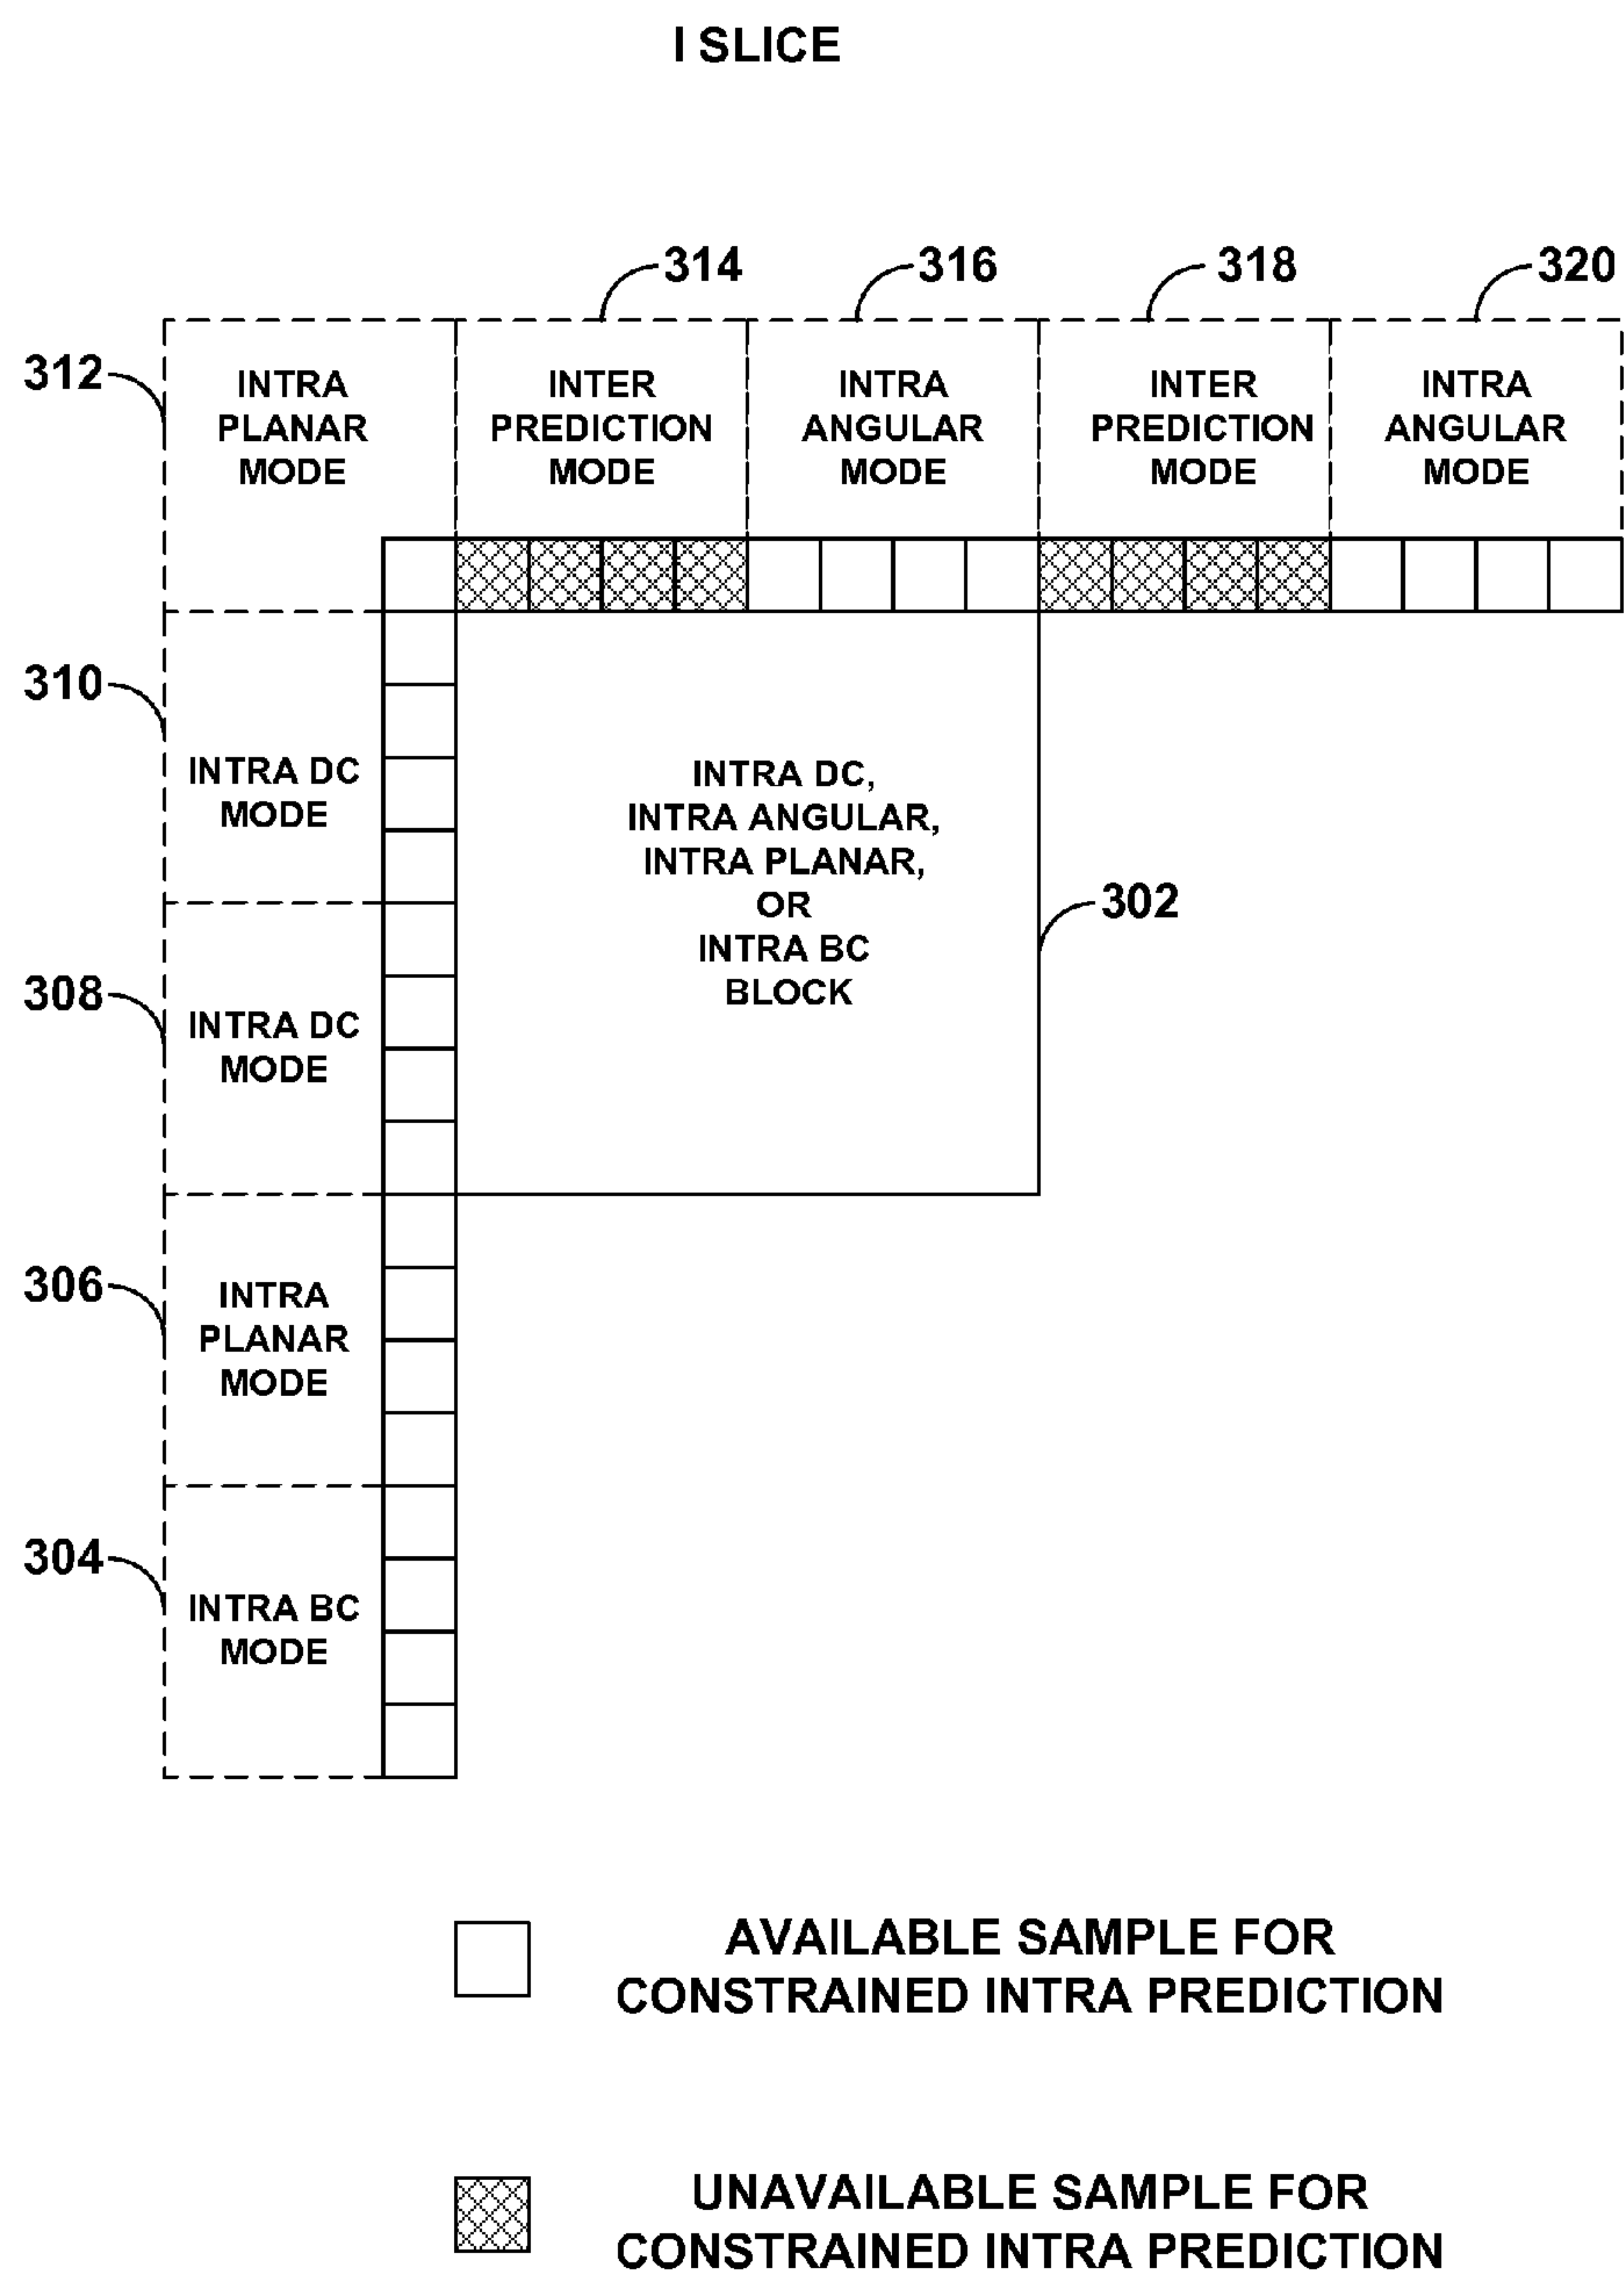 I SLICE
314
316
318
320
312
INTRA
PLANAR
MODE
INTER
PREDICTION
MODE
INTRA
ANGULAR
MODE
INTER
PREDICTION
MODE
INTRA
ANGULAR
MODE
310
INTRA DC
MODE
INTRA DC,
INTRA ANGULAR,
INTRA PLANAR,
OR
INTRA BC
BLOCK
302
308
INTRA DC
MODE
306
INTRA
PLANAR
MODE
304
INTRA BC
MODE
AVAILABLE SAMPLE FOR
CONSTRAINED INTRA PREDICTION
UNAVAILABLE SAMPLE FOR
CONSTRAINED INTRA PREDICTION